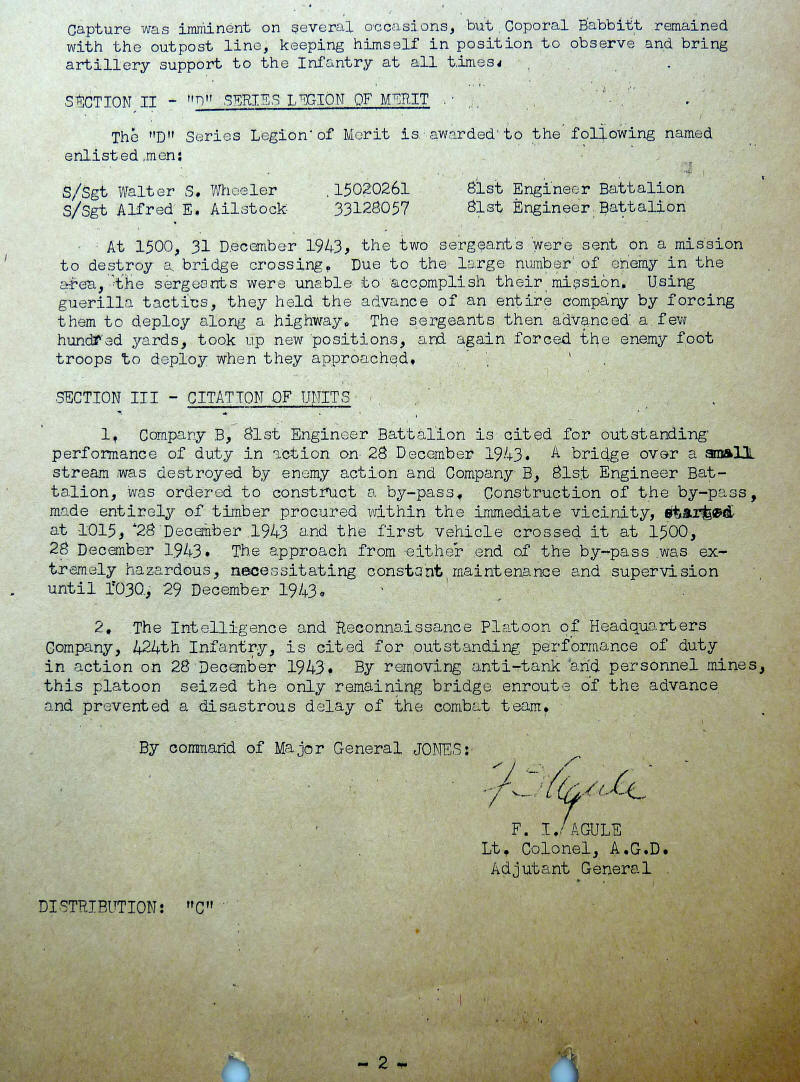 Capture was imminent on several occasions, but Coporal Babbitt remained
with the outpost line, keeping himself in position to observe and bring
artillery support to the Infantry at all times.
SECTION II - "D" SERIES LEGION OF MERIT
The "D" Series Legion of Merit is awarded to the following named
enlisted men:
S/Sgt Walter S. Wheeler 15020261 81st Engineer Battalion
S/Sgt Alfred E. Ailstock 33128057 81st Engineer Battalion
At 1500, 31 December 1943, the two sergeants were sent on a mission
to destroy a bridge crossing. Due to the large number of enemy in the
area, the sergeants were unable to accomplish their mission. Using
guerilla tactics, they held the advance of an entire company by forcing
them to deploy along a highway. The sergeants then advanced a few
hundred yards, took up new positions, and again forced the enemy foot
troops to deploy when they approached.
SECTION III - CITATION OF UNITS
1. Company B, 81st Engineer Battalion is cited for outstanding
performance of duty in action on 28 December 1943. A bridge over a small
stream was destroyed by enemy action and Company B, 81st Engineer Bat-
talion, was ordered to construct a by-pass. Construction of the by-pass,
made entirely of timber procured within the immediate vicinity, started
at 1015, 28 December 1943 and the first vehicle crossed it at 1500,
28 December 1943. The approach from either end of the by-pass was ex-
tremely hazardous, necessitating constant maintenance and supervision
until 1030, 29 December 1943.
2. The Intelligence and Reconnaissance Platoon of Headquarters
Company, 424th Infantry, is cited for outstanding performance of duty
in action on 28 December 1943. By removing anti-tank and personnel mines,
this platoon seized the only remaining bridge enroute of the advance
and prevented a disastrous delay of the combat team.
By command of Major General JONES:
F I Agule
F. I. AGULE
Lt. Colonel, A.G.D.
Adjutant General
DISTRIBUTION: "C"
- 2 -